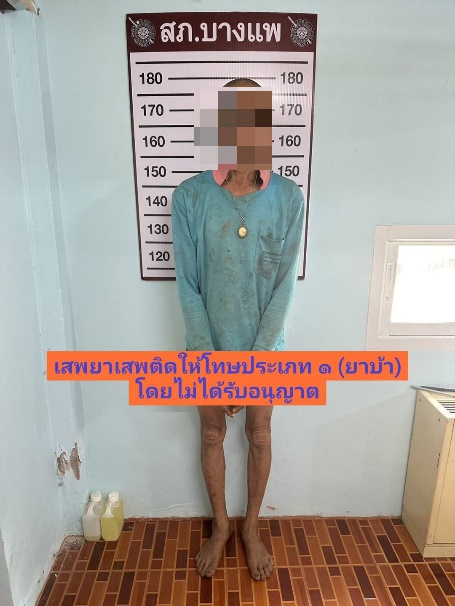 สภ.บางแพ
180 180
170 170
160 160
150 150
140
130
120
เสพยาเสพติดให้โทษประเภท ๑ (ยาบ้า)
โดยไม่ได้รับอนุญาต